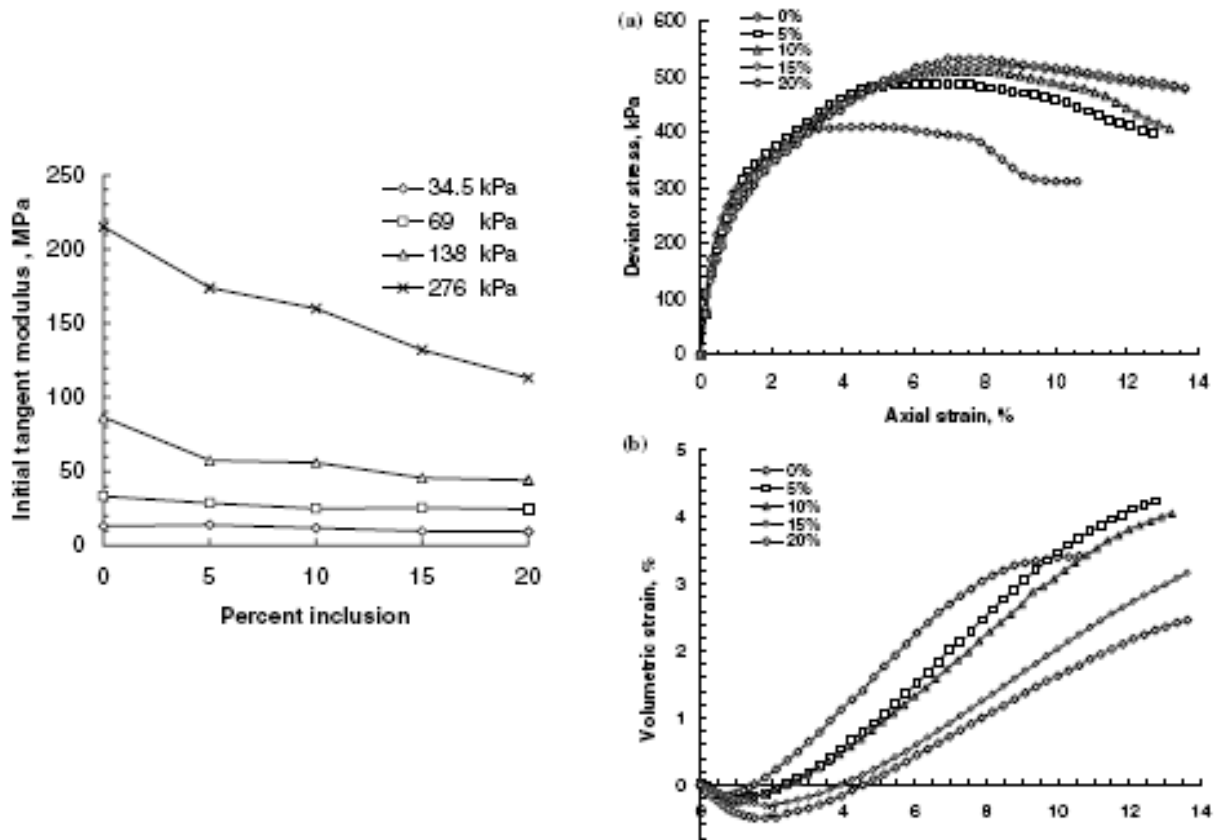 250
200
150
100
50
0
Initial tangent modulus , MPa
34.5 kPa
69 kPa
138 kPa
276 kPa
0 5 10 15 20
Percent inclusion
(a)
0%
5%
10%
15%
20%
600
500
400
300
200
100
0
Deviator stress, kPa
0 2 4 6 8 10 12 14
Axial strain, %
(b)
0%
5%
10%
15%
20%
5
4
3
2
1
0
Volumetric strain, %
0 2 4 6 8 10 12 14